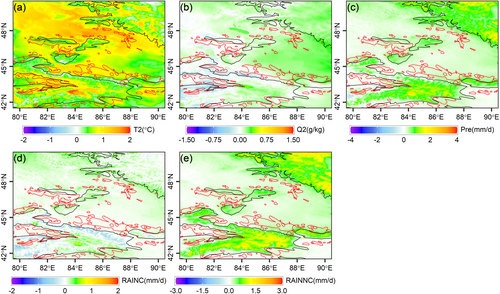 (a)
(b)
(c)
48°N
45°N
42°N
80°E 82°E 84°E 86°E 88°E 90°E
-2 -1 0 1 2
T2(°C)
48°N
45°N
42°N
80°E 82°E 84°E 86°E 88°E 90°E
-1.50 -0.75 0.00 0.75 1.50
Q2(g/kg)
48°N
45°N
42°N
80°E 82°E 84°E 86°E 88°E 90°E
-4 -2 0 2 4
Pre(mm/d)
(d)
(e)
48°N
45°N
42°N
80°E 82°E 84°E 86°E 88°E 90°E
-2 -1 0 1 2
RAINC(mm/d)
48°N
45°N
42°N
80°E 82°E 84°E 86°E 88°E 90°E
-3.0 -1.5 0.0 1.5 3.0
RAINNC(mm/d)